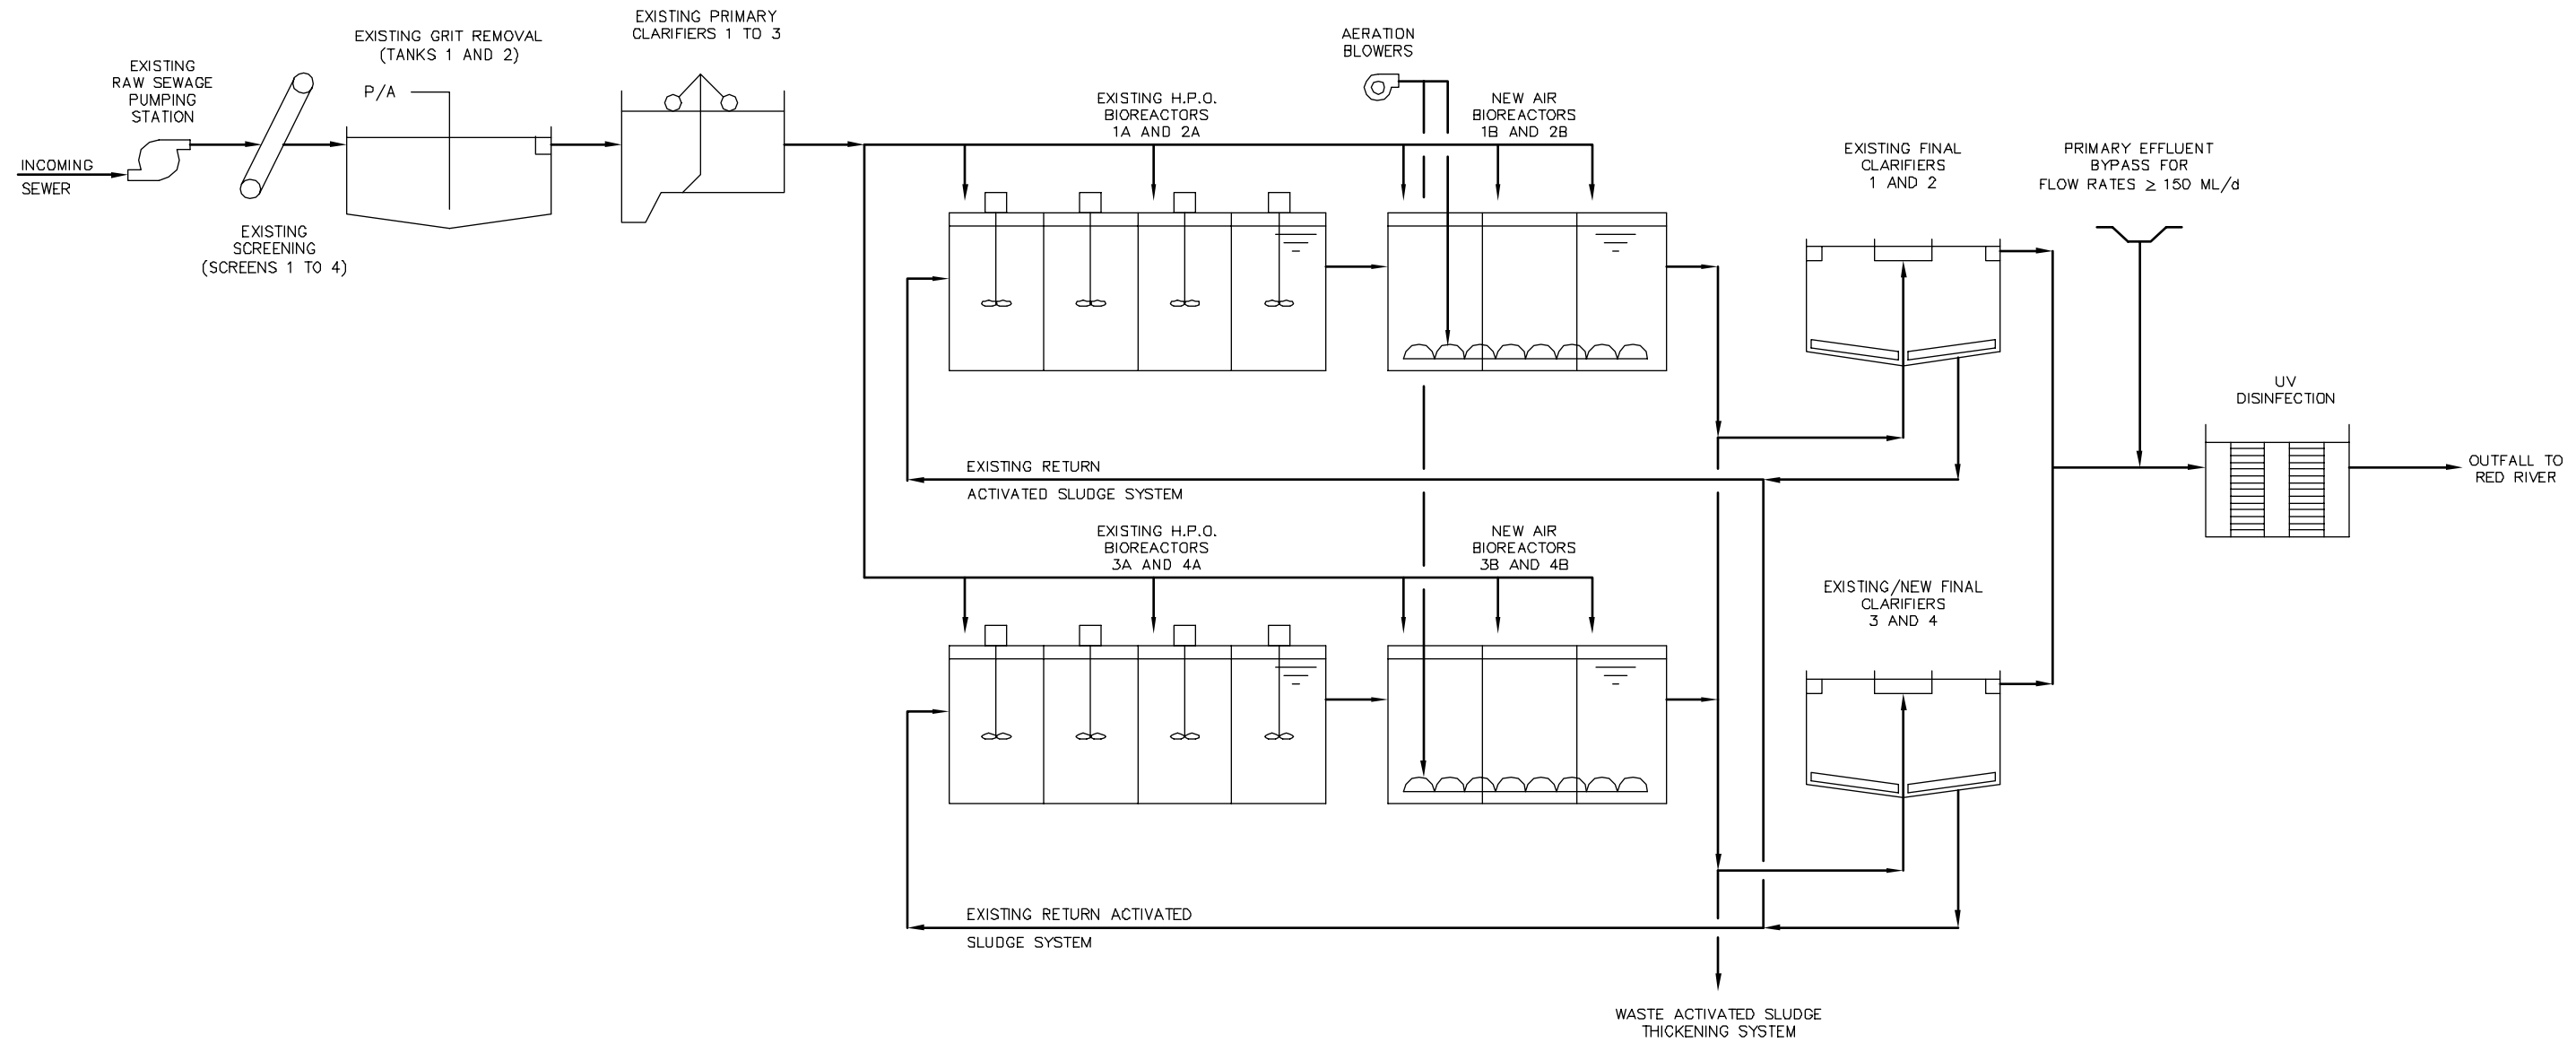 EXISTING
RAW SEWAGE
PUMPING
STATION
INCOMING
SEWER
EXISTING
SCREENING
(SCREENS 1 TO 4)
EXISTING GRIT REMOVAL
(TANKS 1 AND 2)
P/A
EXISTING PRIMARY
CLARIFIERS 1 TO 3
EXISTING H.P.O.
BIOREACTORS
1A AND 2A
AERATION
BLOWERS
NEW AIR
BIOREACTORS
1B AND 2B
EXISTING FINAL
CLARIFIERS
1 AND 2
PRIMARY EFFLUENT
BYPASS FOR
FLOW RATES ≥ 150 ML/d
UV
DISINFECTION
OUTFALL TO
RED RIVER
EXISTING RETURN
ACTIVATED SLUDGE SYSTEM
EXISTING H.P.O.
BIOREACTORS
3A AND 4A
NEW AIR
BIOREACTORS
3B AND 4B
EXISTING/NEW FINAL
CLARIFIERS
3 AND 4
EXISTING RETURN ACTIVATED
SLUDGE SYSTEM
WASTE ACTIVATED SLUDGE
THICKENING SYSTEM